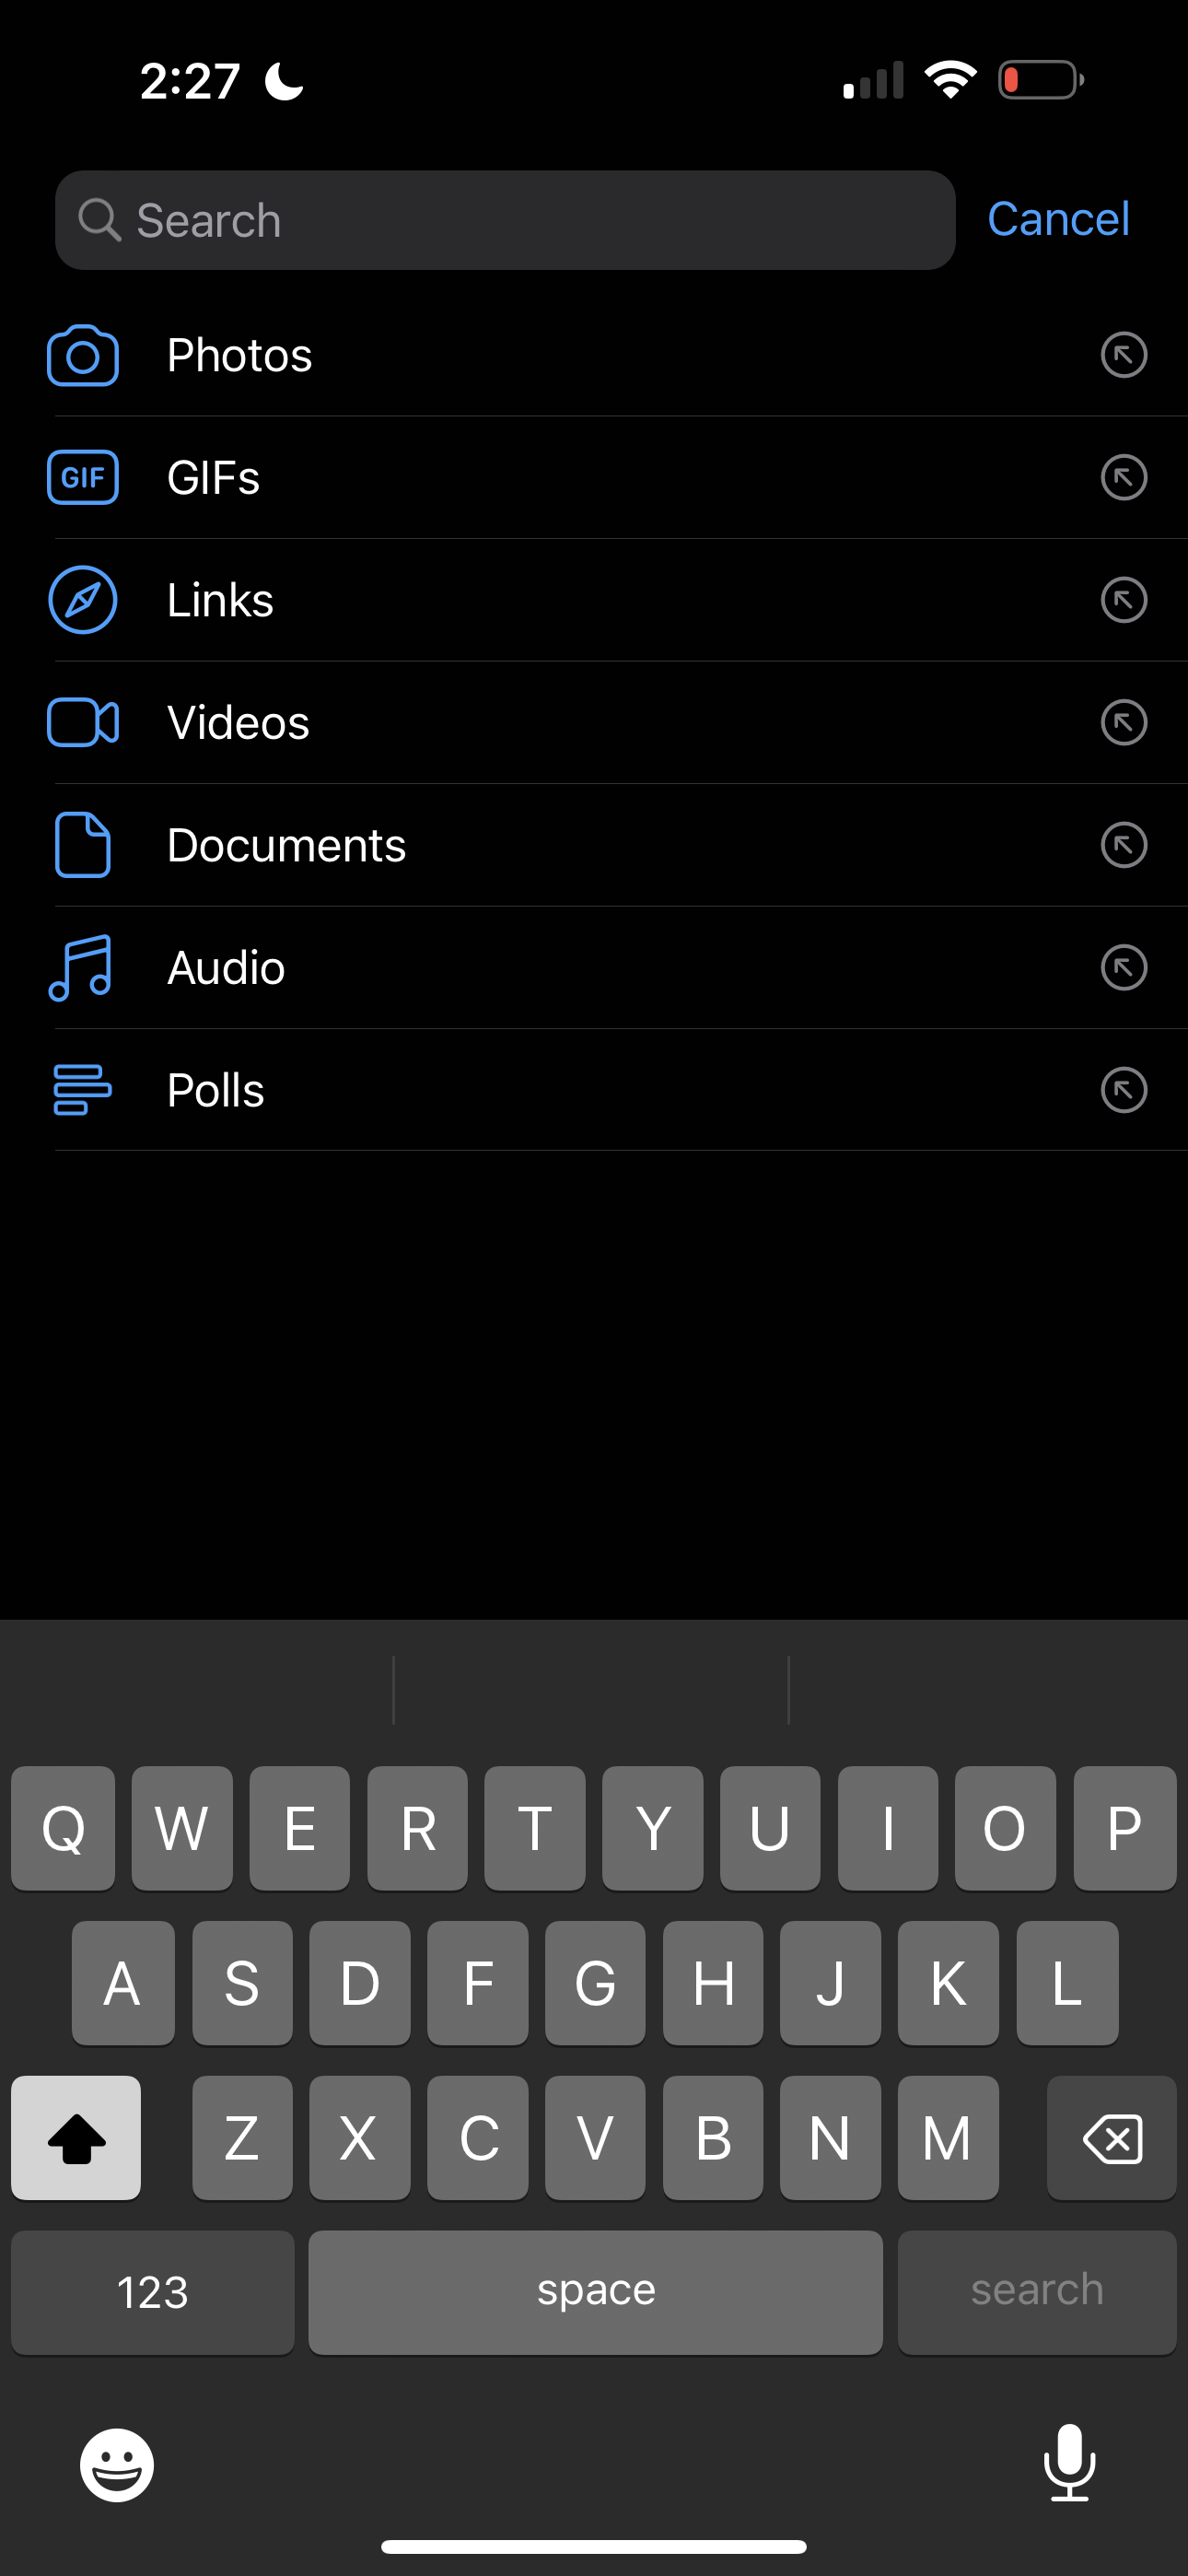 2:27
Search Cancel
Photos
GIF GIFs
Links
Videos
Documents
Audio
Polls
Q W E R T Y U I O P
A S D F G H J K L
Z X C V B N M
123 space search